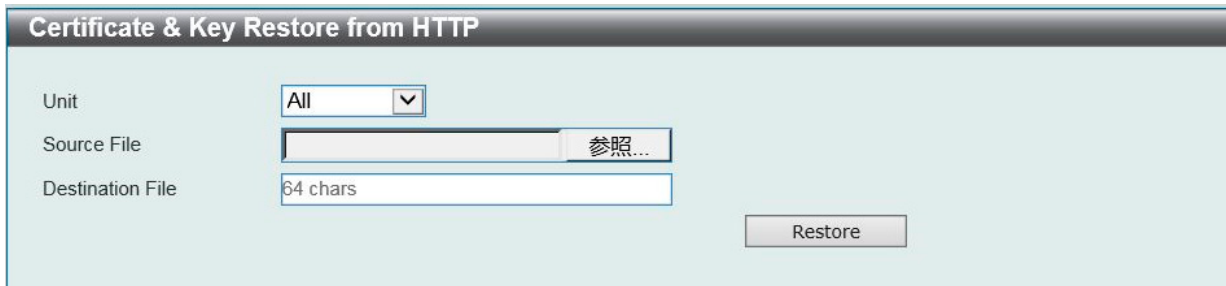 Certificate & Key Restore from HTTP
Unit All
Source File 参照...
Destination File 64 chars
Restore